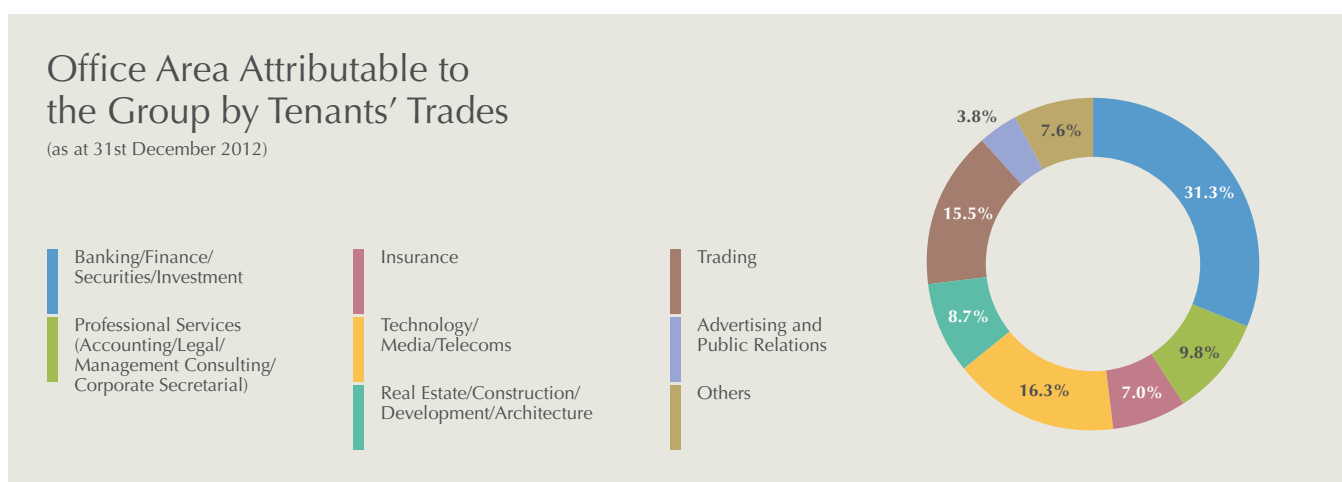 Office Area Attributable to
the Group by Tenants’ Trades
(as at 31st December 2012)
Banking/Finance/
Securities/Investment
Professional Services
(Accounting/Legal/
Management Consulting/
Corporate Secretarial)
Insurance
Technology/
Media/Telecoms
Real Estate/Construction/
Development/Architecture
Trading
Advertising and
Public Relations
Others
31.3%
9.8%
7.0%
16.3%
8.7%
15.5%
3.8%
7.6%